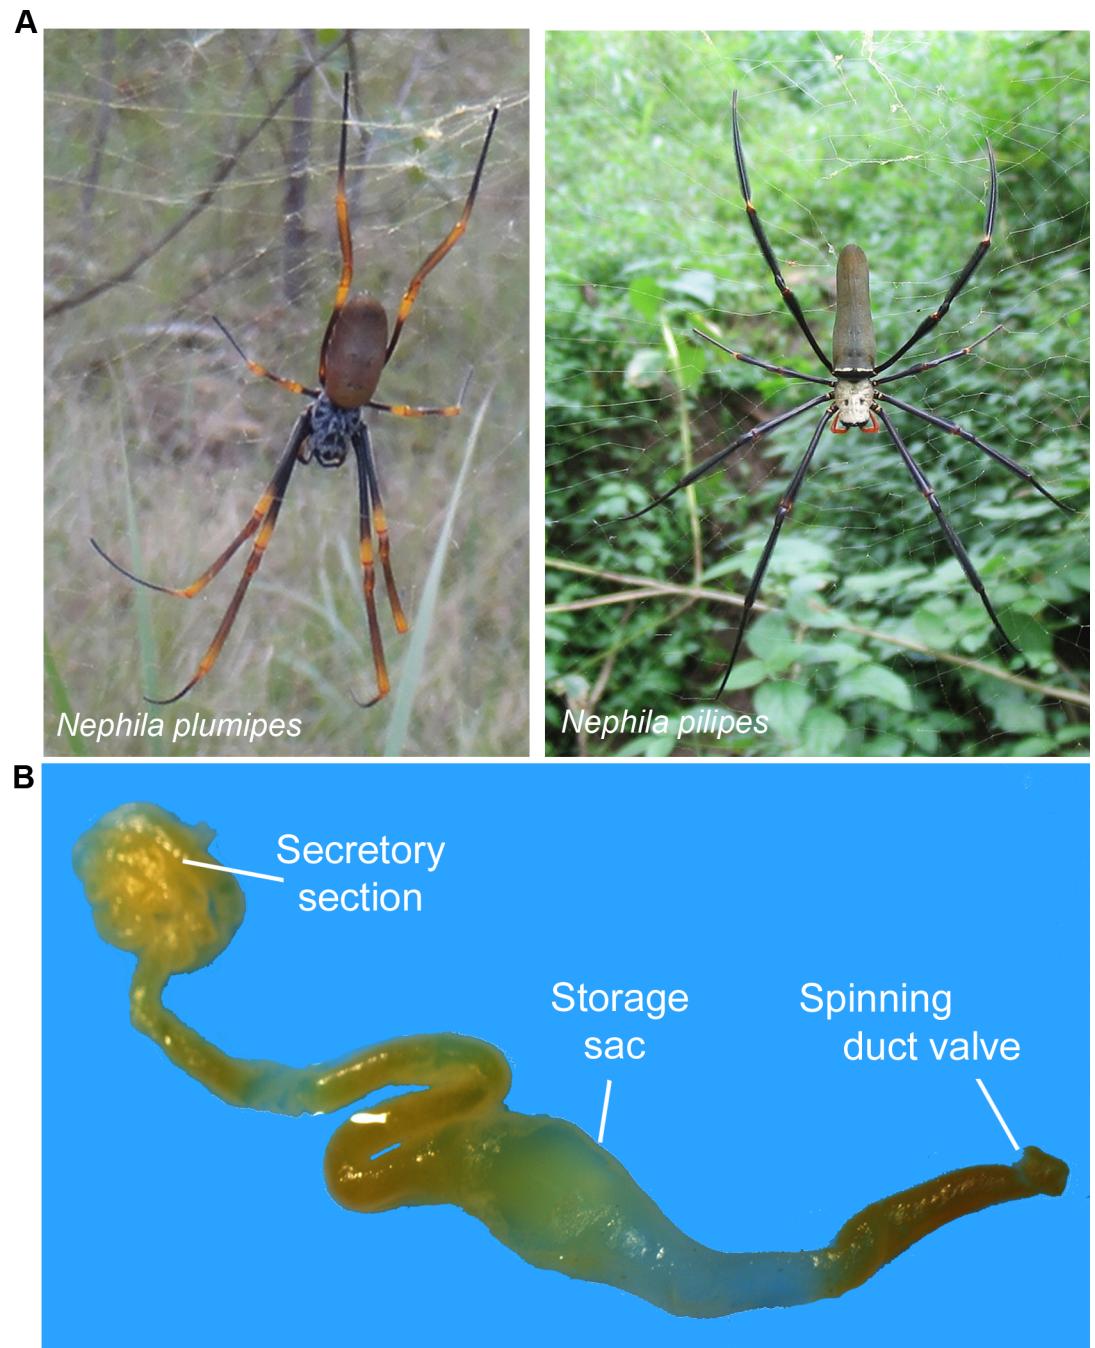 A
Nephila plumipes
Nephila pilipes
B
Secretory
section
Storage
sac
Spinning
duct valve